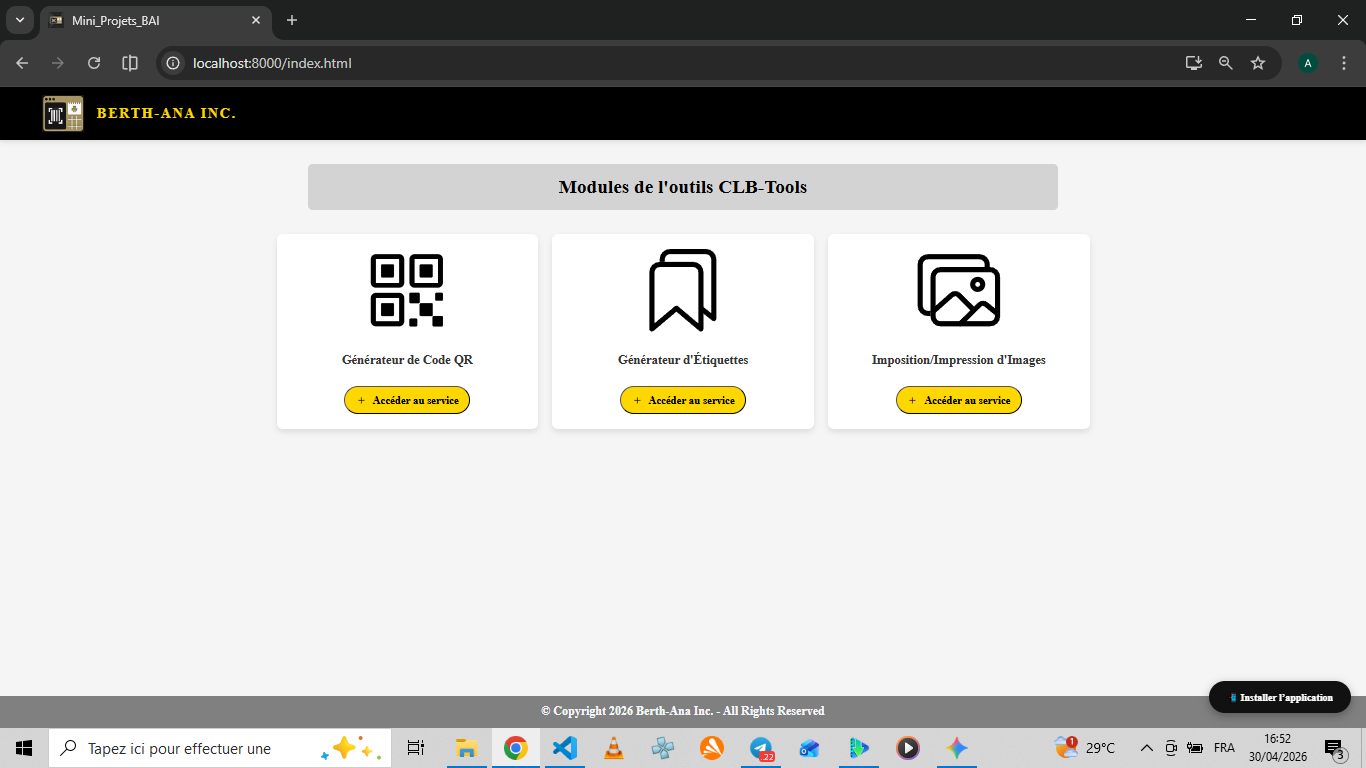 Mini_Projets_BAI
localhost:8000/index.html
A
BERTH-ANA INC.
Modules de l'outils CLB-Tools
Générateur de Code QR
Générateur d'Étiquettes
Imposition/Impression d'Images
+ Accéder au service
+ Accéder au service
+ Accéder au service
Installer l'application
© Copyright 2026 Berth-Ana Inc. - All Rights Reserved
Tapez ici pour effectuer une
22
1
29°C
FRA
16:52
30/04/2026
3